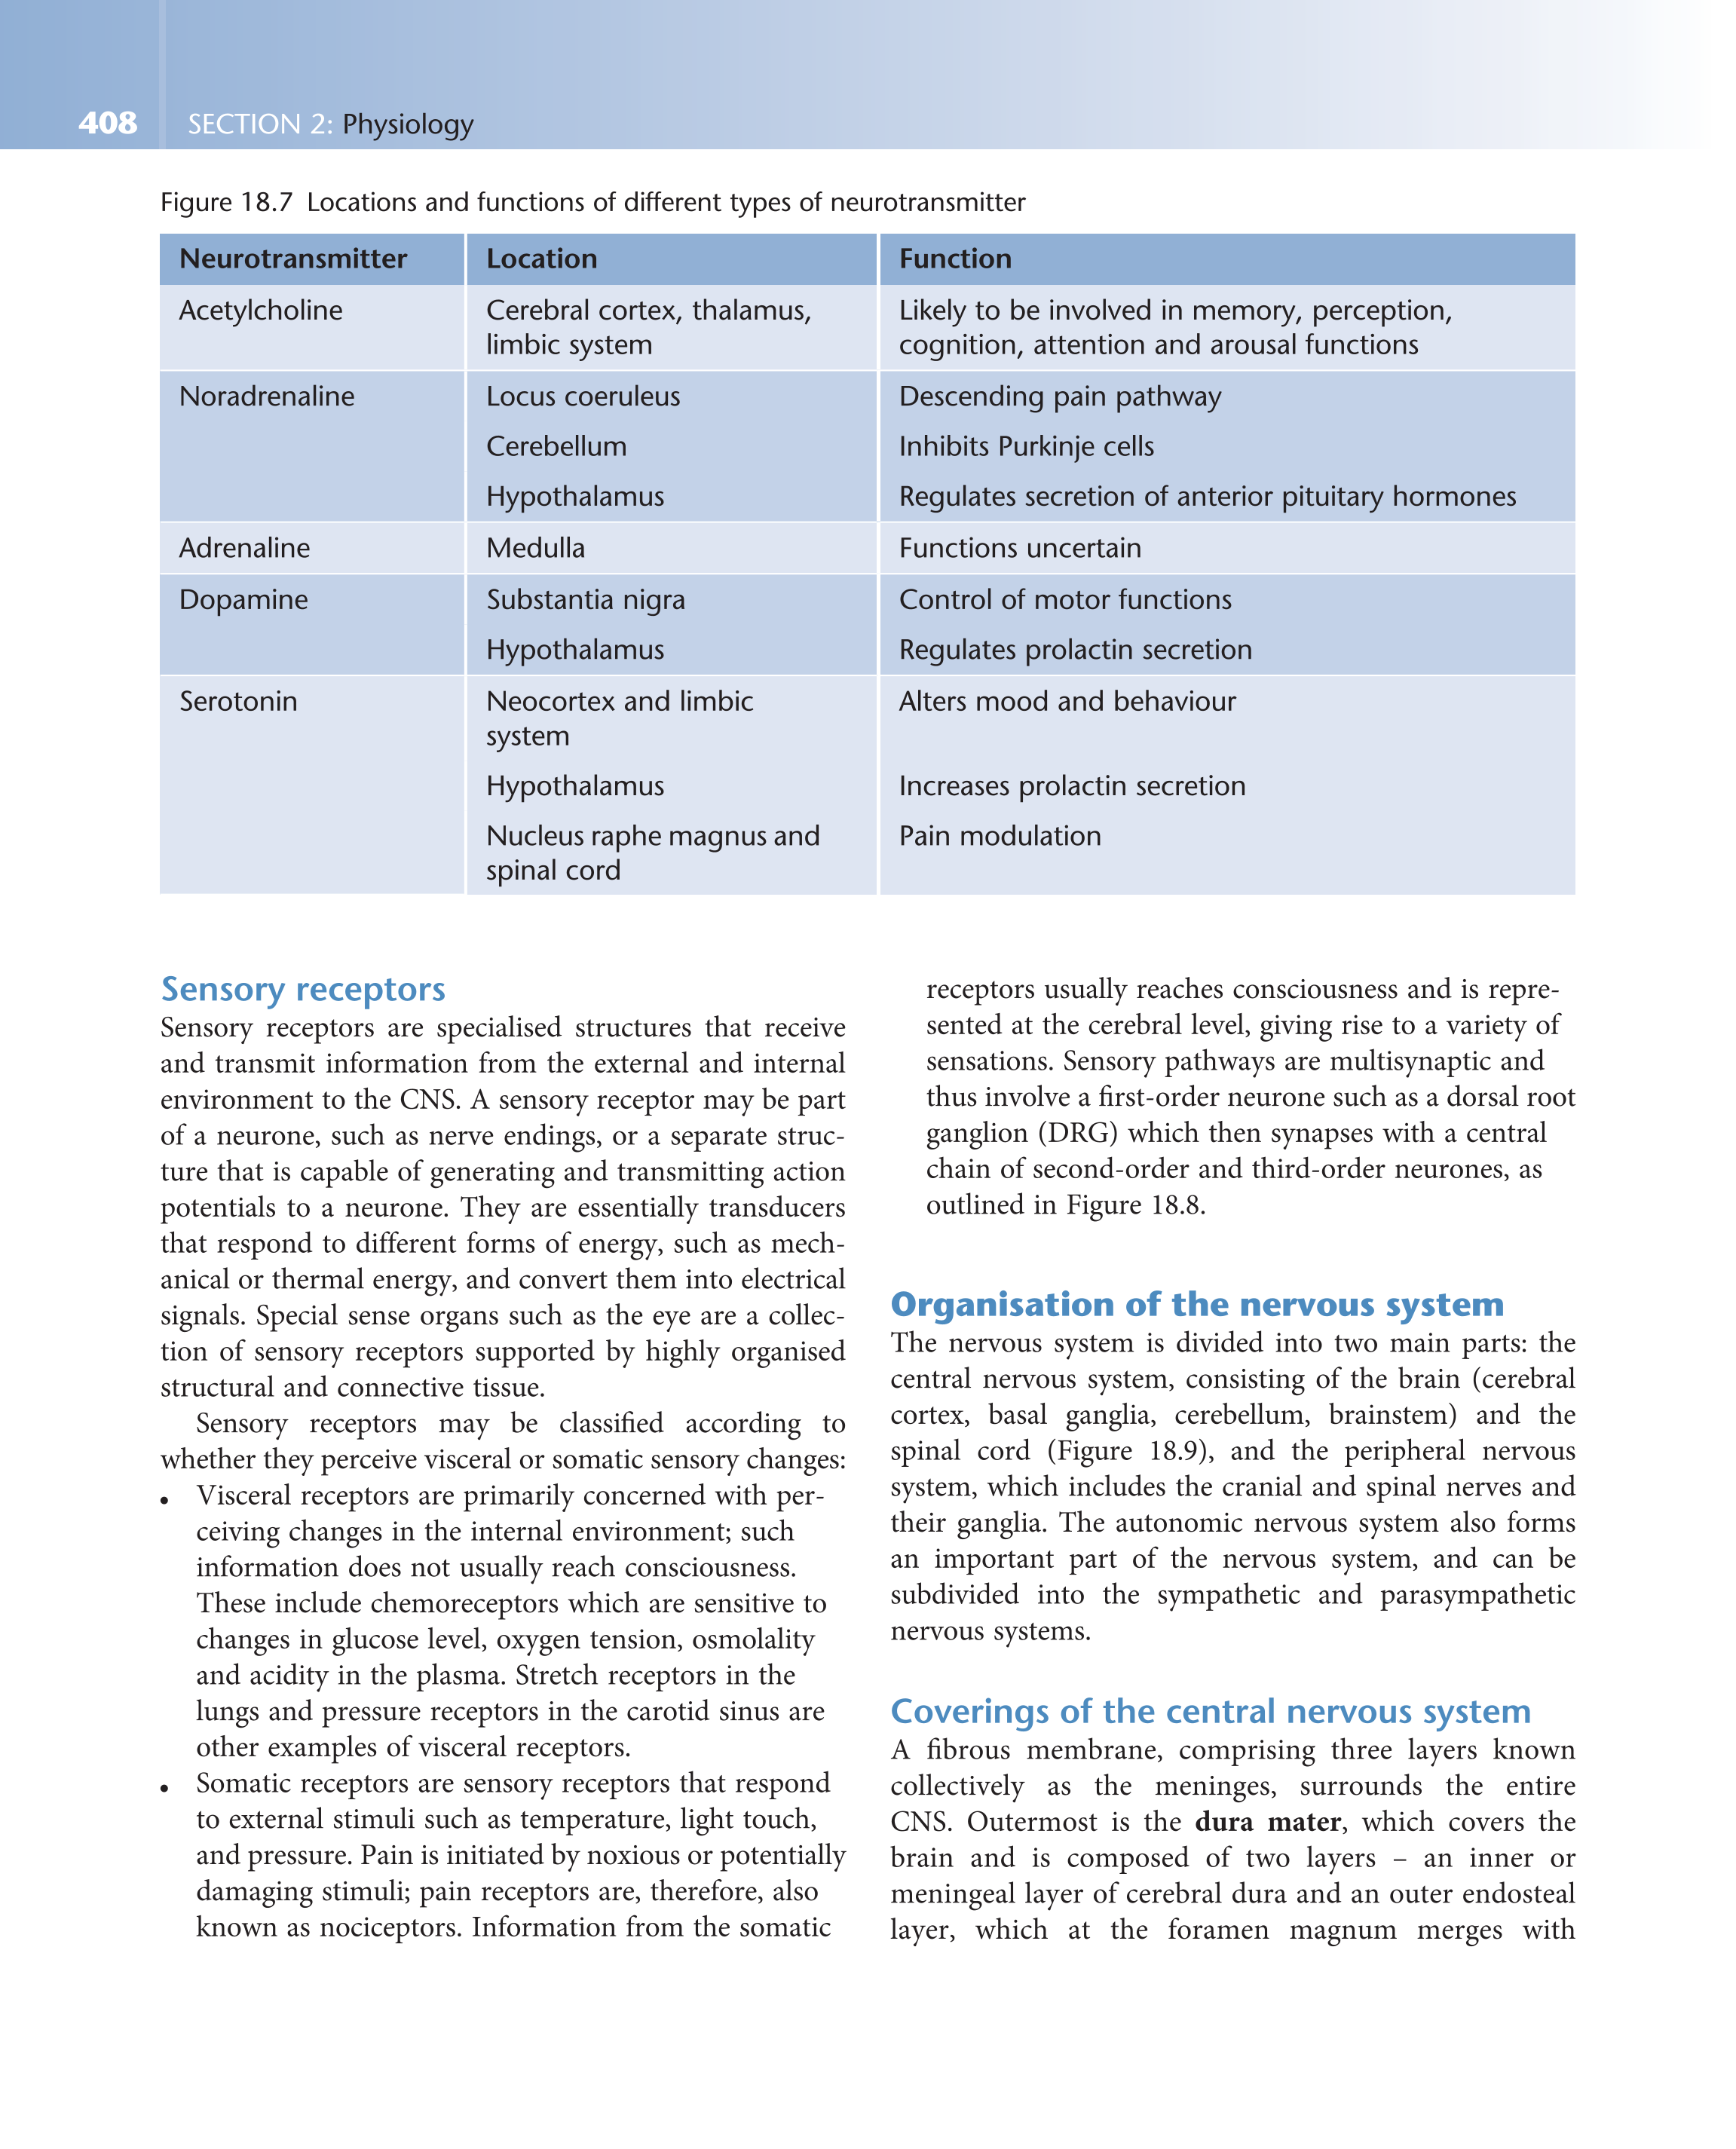 408 SECTION 2: Physiology
Figure 18.7 Locations and functions of different types of neurotransmitter
Neurotransmitter Location Function
Acetylcholine Cerebral cortex, thalamus, Likely to be involved in memory, perception,
limbic system cognition, attention and arousal functions
Noradrenaline Locus coeruleus Descending pain pathway
Cerebellum Inhibits Purkinje cells
Hypothalamus Regulates secretion of anterior pituitary hormones
Adrenaline Medulla Functions uncertain
Dopamine Substantia nigra Control of motor functions
Hypothalamus Regulates prolactin secretion
Serotonin Neocortex and limbic Alters mood and behaviour
system
Hypothalamus Increases prolactin secretion
Nucleus raphe magnus and Pain modulation
spinal cord
Sensory receptors
Sensory receptors are specialised structures that receive
and transmit information from the external and internal
environment to the CNS. A sensory receptor may be part
of a neurone, such as nerve endings, or a separate struc-
ture that is capable of generating and transmitting action
potentials to a neurone. They are essentially transducers
that respond to different forms of energy, such as mech-
anical or thermal energy, and convert them into electrical
signals. Special sense organs such as the eye are a collec-
tion of sensory receptors supported by highly organised
structural and connective tissue.
Sensory receptors may be classified according to
whether they perceive visceral or somatic sensory changes:
• Visceral receptors are primarily concerned with per-
ceiving changes in the internal environment; such
information does not usually reach consciousness.
These include chemoreceptors which are sensitive to
changes in glucose level, oxygen tension, osmolality
and acidity in the plasma. Stretch receptors in the
lungs and pressure receptors in the carotid sinus are
other examples of visceral receptors.
• Somatic receptors are sensory receptors that respond
to external stimuli such as temperature, light touch,
and pressure. Pain is initiated by noxious or potentially
damaging stimuli; pain receptors are, therefore, also
known as nociceptors. Information from the somatic
receptors usually reaches consciousness and is repre-
sented at the cerebral level, giving rise to a variety of
sensations. Sensory pathways are multisynaptic and
thus involve a first-order neurone such as a dorsal root
ganglion (DRG) which then synapses with a central
chain of second-order and third-order neurones, as
outlined in Figure 18.8.
Organisation of the nervous system
The nervous system is divided into two main parts: the
central nervous system, consisting of the brain (cerebral
cortex, basal ganglia, cerebellum, brainstem) and the
spinal cord (Figure 18.9), and the peripheral nervous
system, which includes the cranial and spinal nerves and
their ganglia. The autonomic nervous system also forms
an important part of the nervous system, and can be
subdivided into the sympathetic and parasympathetic
nervous systems.
Coverings of the central nervous system
A fibrous membrane, comprising three layers known
collectively as the meninges, surrounds the entire
CNS. Outermost is the dura mater, which covers the
brain and is composed of two layers – an inner or
meningeal layer of cerebral dura and an outer endosteal
layer, which at the foramen magnum merges with